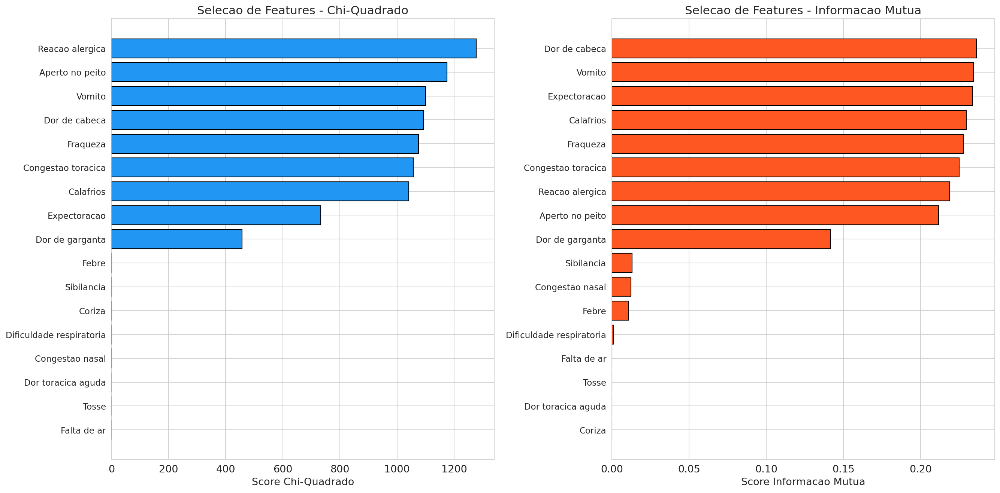 Selecao de Features - Chi-Quadrado
Reacao alergica
Aperto no peito
Vomito
Dor de cabeca
Fraqueza
Congestao toracica
Calafrios
Expectoracao
Dor de garganta
Febre
Sibilancia
Coriza
Dificuldade respiratoria
Congestao nasal
Dor toracica aguda
Tosse
Falta de ar
0 200 400 600 800 1000 1200
Score Chi-Quadrado
Selecao de Features - Informacao Mutua
Dor de cabeca
Vomito
Expectoracao
Calafrios
Fraqueza
Congestao toracica
Reacao alergica
Aperto no peito
Dor de garganta
Sibilancia
Congestao nasal
Febre
Dificuldade respiratoria
Falta de ar
Tosse
Dor toracica aguda
Coriza
0.00 0.05 0.10 0.15 0.20
Score Informacao Mutua